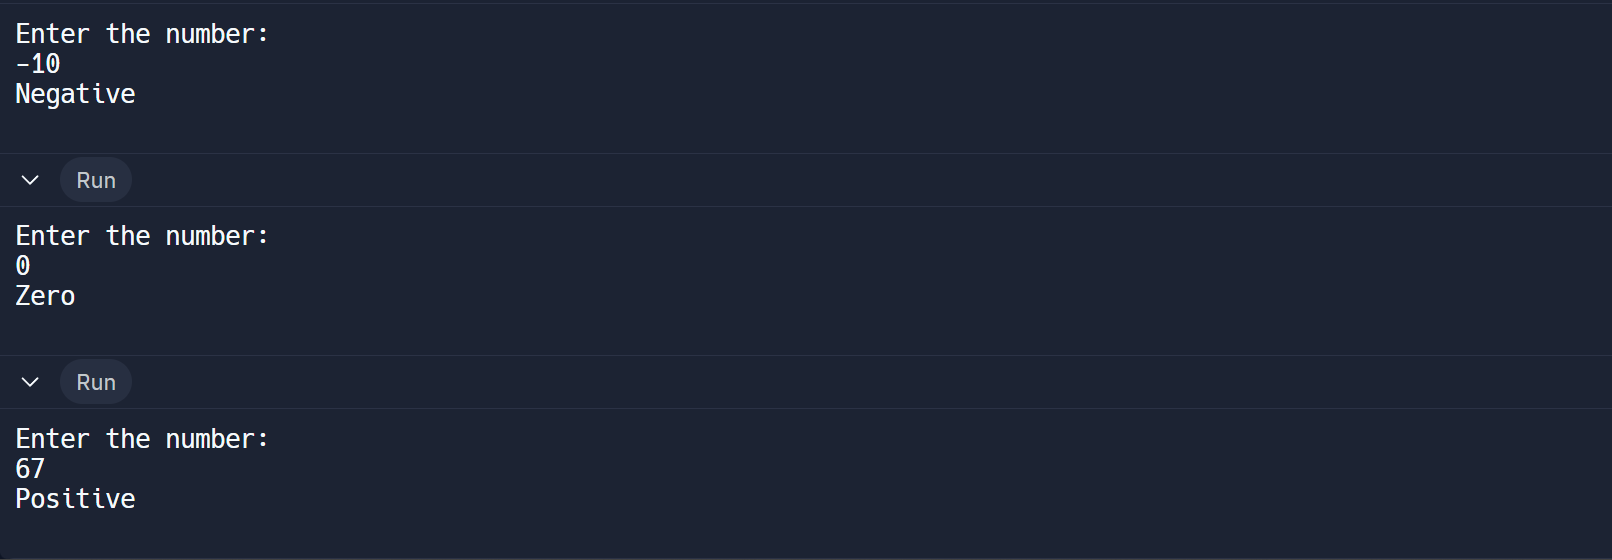 Enter the number:
-10
Negative
Run
Enter the number:
0
Zero
Run
Enter the number:
67
Positive